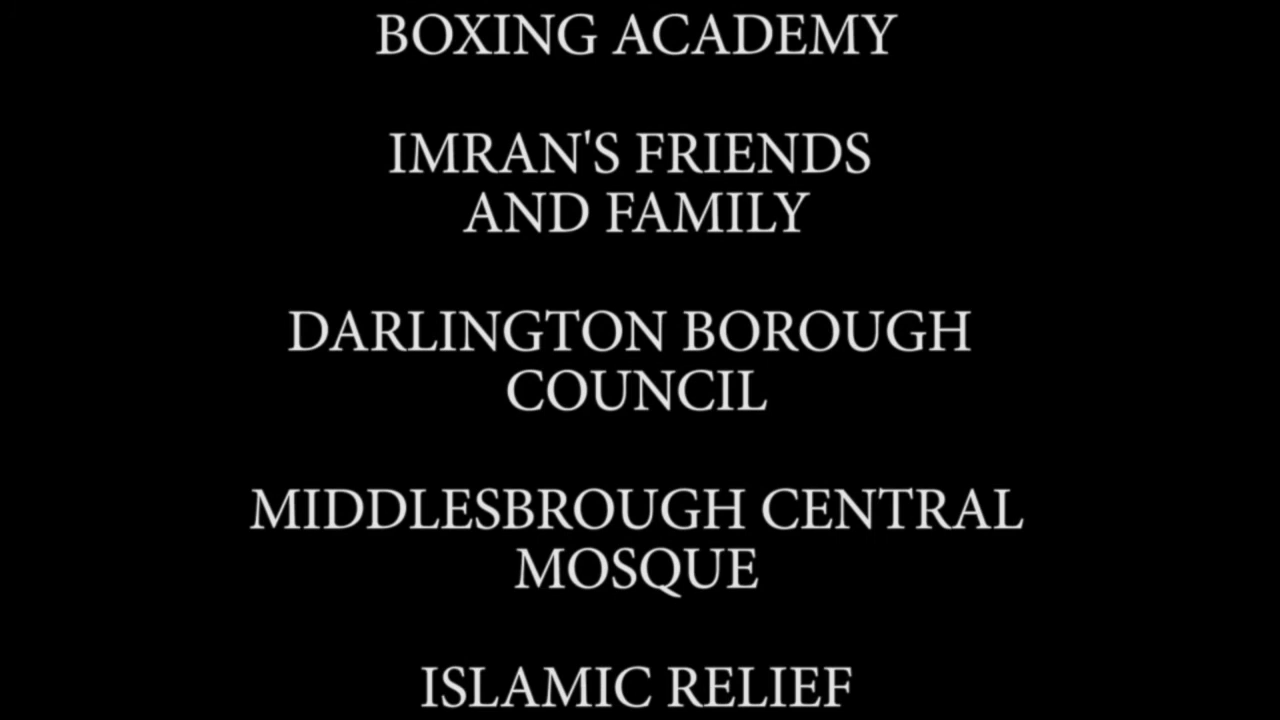 BOXING ACADEMY
IMRAN'S FRIENDS
AND FAMILY
DARLINGTON BOROUGH
COUNCIL
MIDDLESBROUGH CENTRAL
MOSQUE
ISLAMIC RELIEF